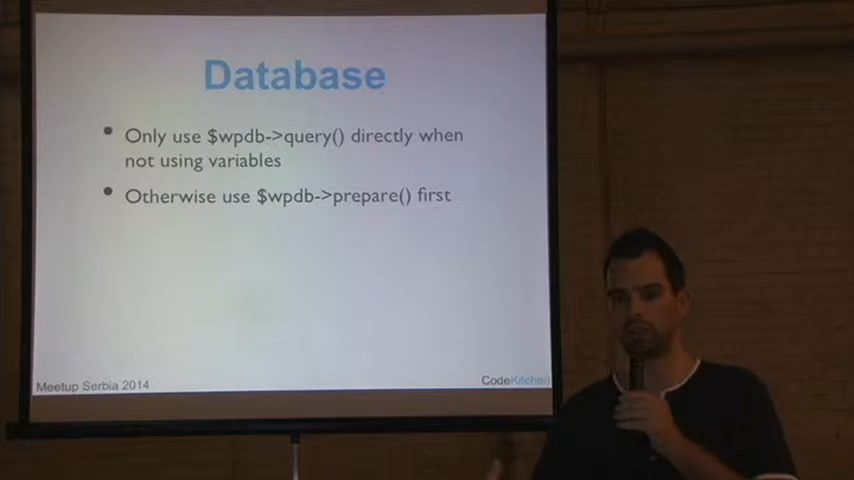 Database
• Only use $wpdb->query() directly when
not using variables
• Otherwise use $wpdb->prepare() first
Meetup Serbia 2014
CodeKitchen